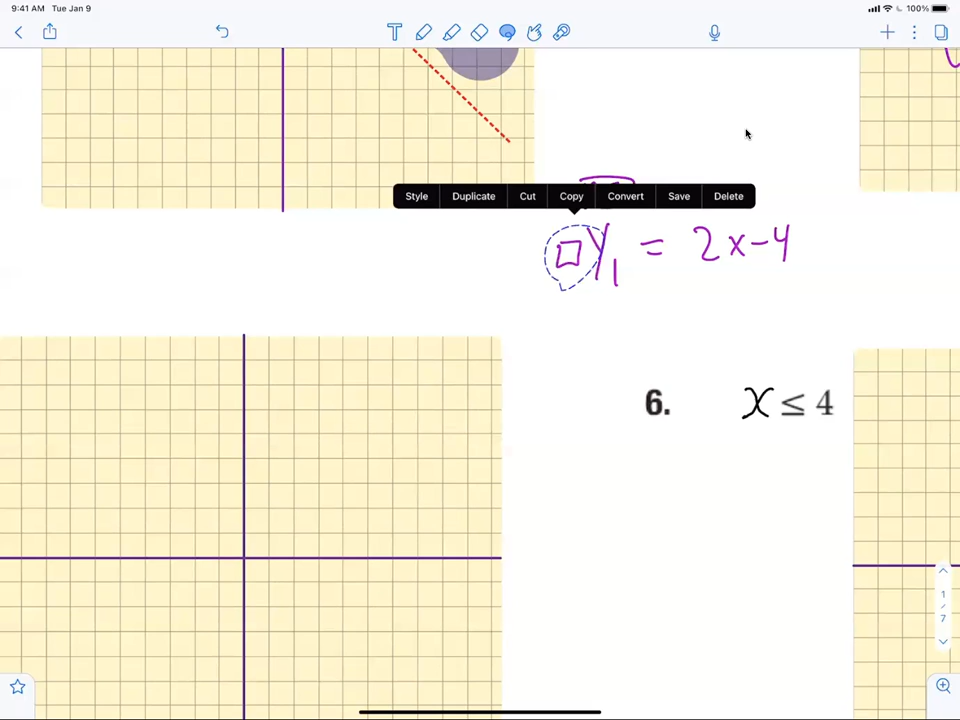 9:41 AM Tue Jan 9 100%
T
Style Duplicate Cut Copy Convert Save Delete
□Y₁ = 2x-4
6. x ≤ 4
1
/
7